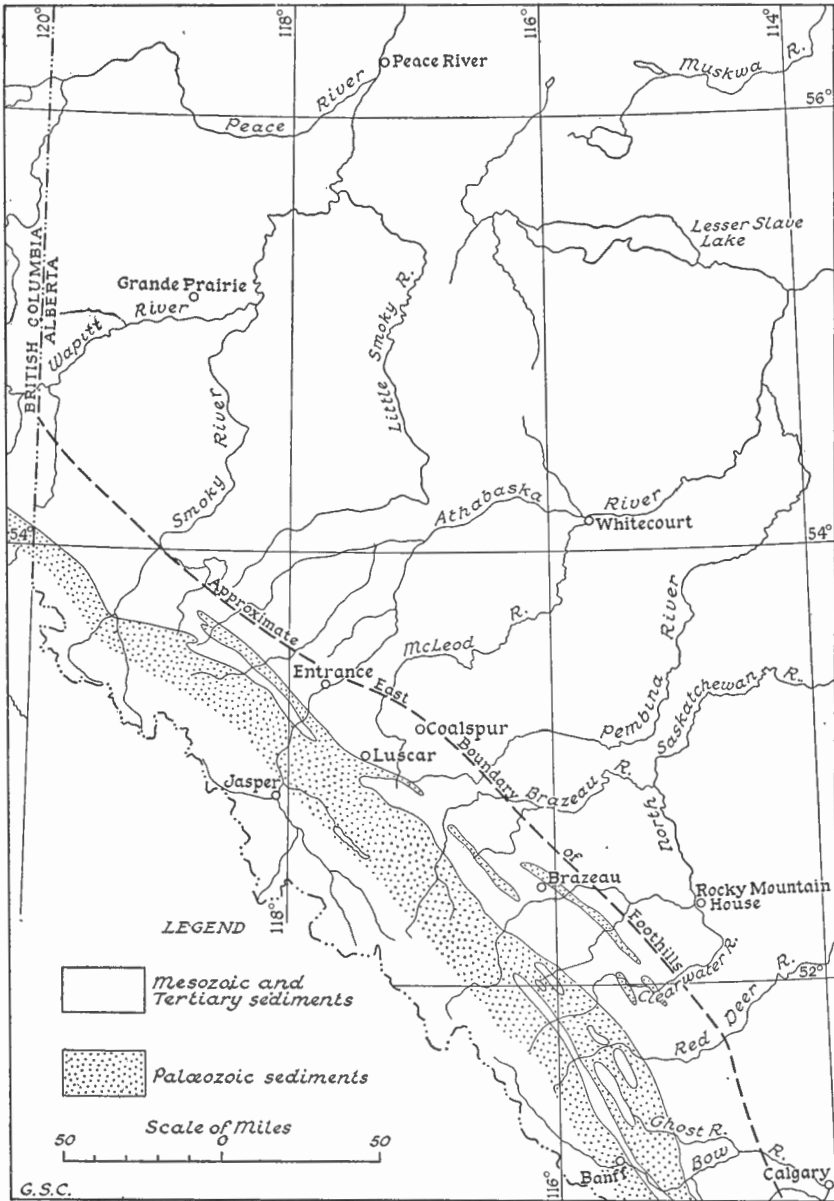 120°
118°
116°
114°
Peace River
Muskwa R.
Peace River
56°
Lesser Slave
Lake
BRITISH COLUMBIA
ALBERTA
Grande Prairie
Wapiti River
Little Smoky R.
Smoky River
Athabaska River
Whitecourt
54°
54°
Approximate East Boundary of Foothills
McLeod R.
Pembina River
Saskatchewan R.
North
Entrance
Coalspur
Luscar
Jasper
Brazeau R.
Brazeau
Rocky Mountain
House
118°
LEGEND
Clearwater R.
52°
Mesozoic and
Tertiary sediments
Red Deer R.
Palæozoic sediments
Scale of Miles
50 0 50
Ghost R.
Bow R.
Banff
Calgary
116°
G.S.C.